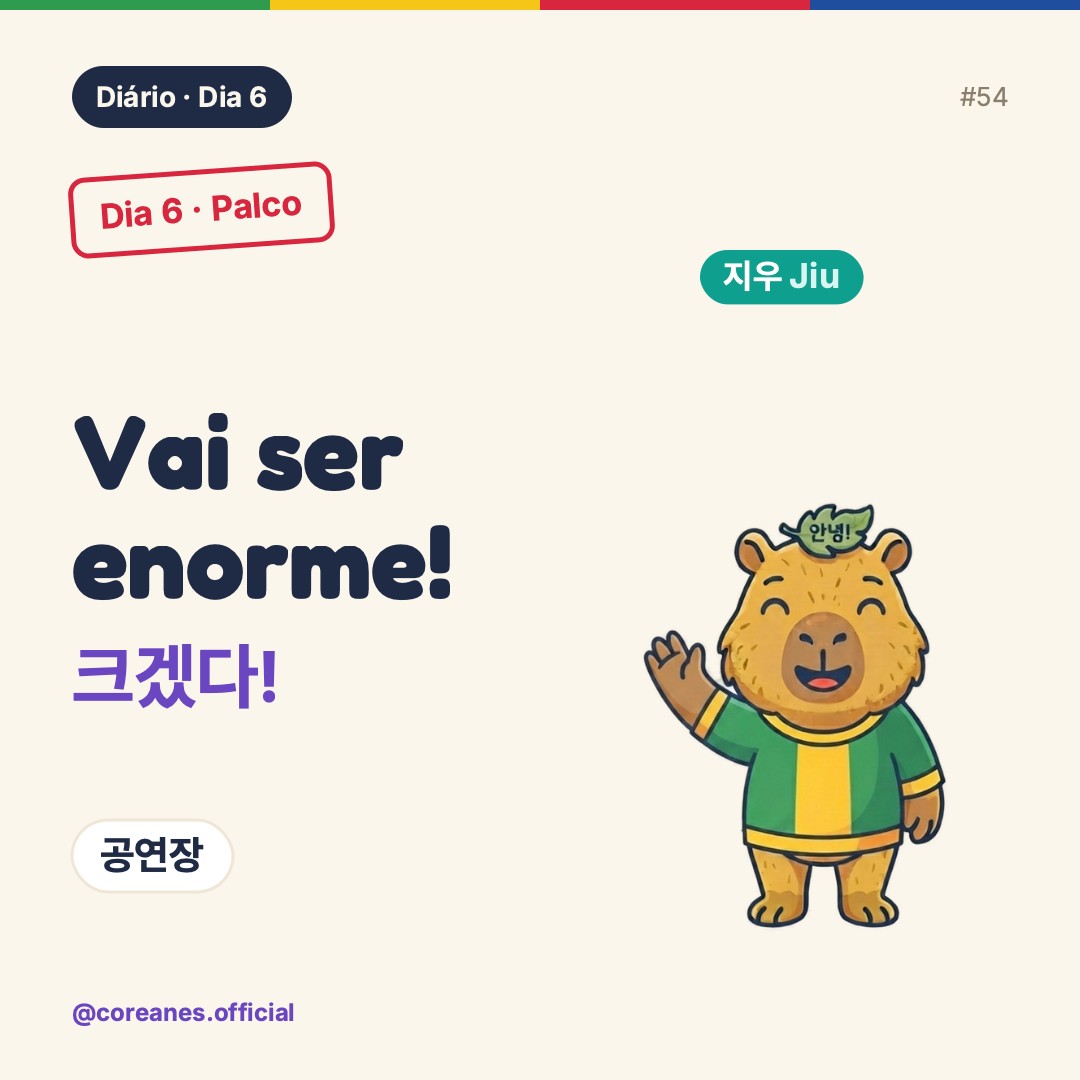 Diário · Dia 6
#54
Dia 6 · Palco
지우 Jiu
Vai ser
enorme!
크겠다!
안녕!
공연장
@coreanes.official